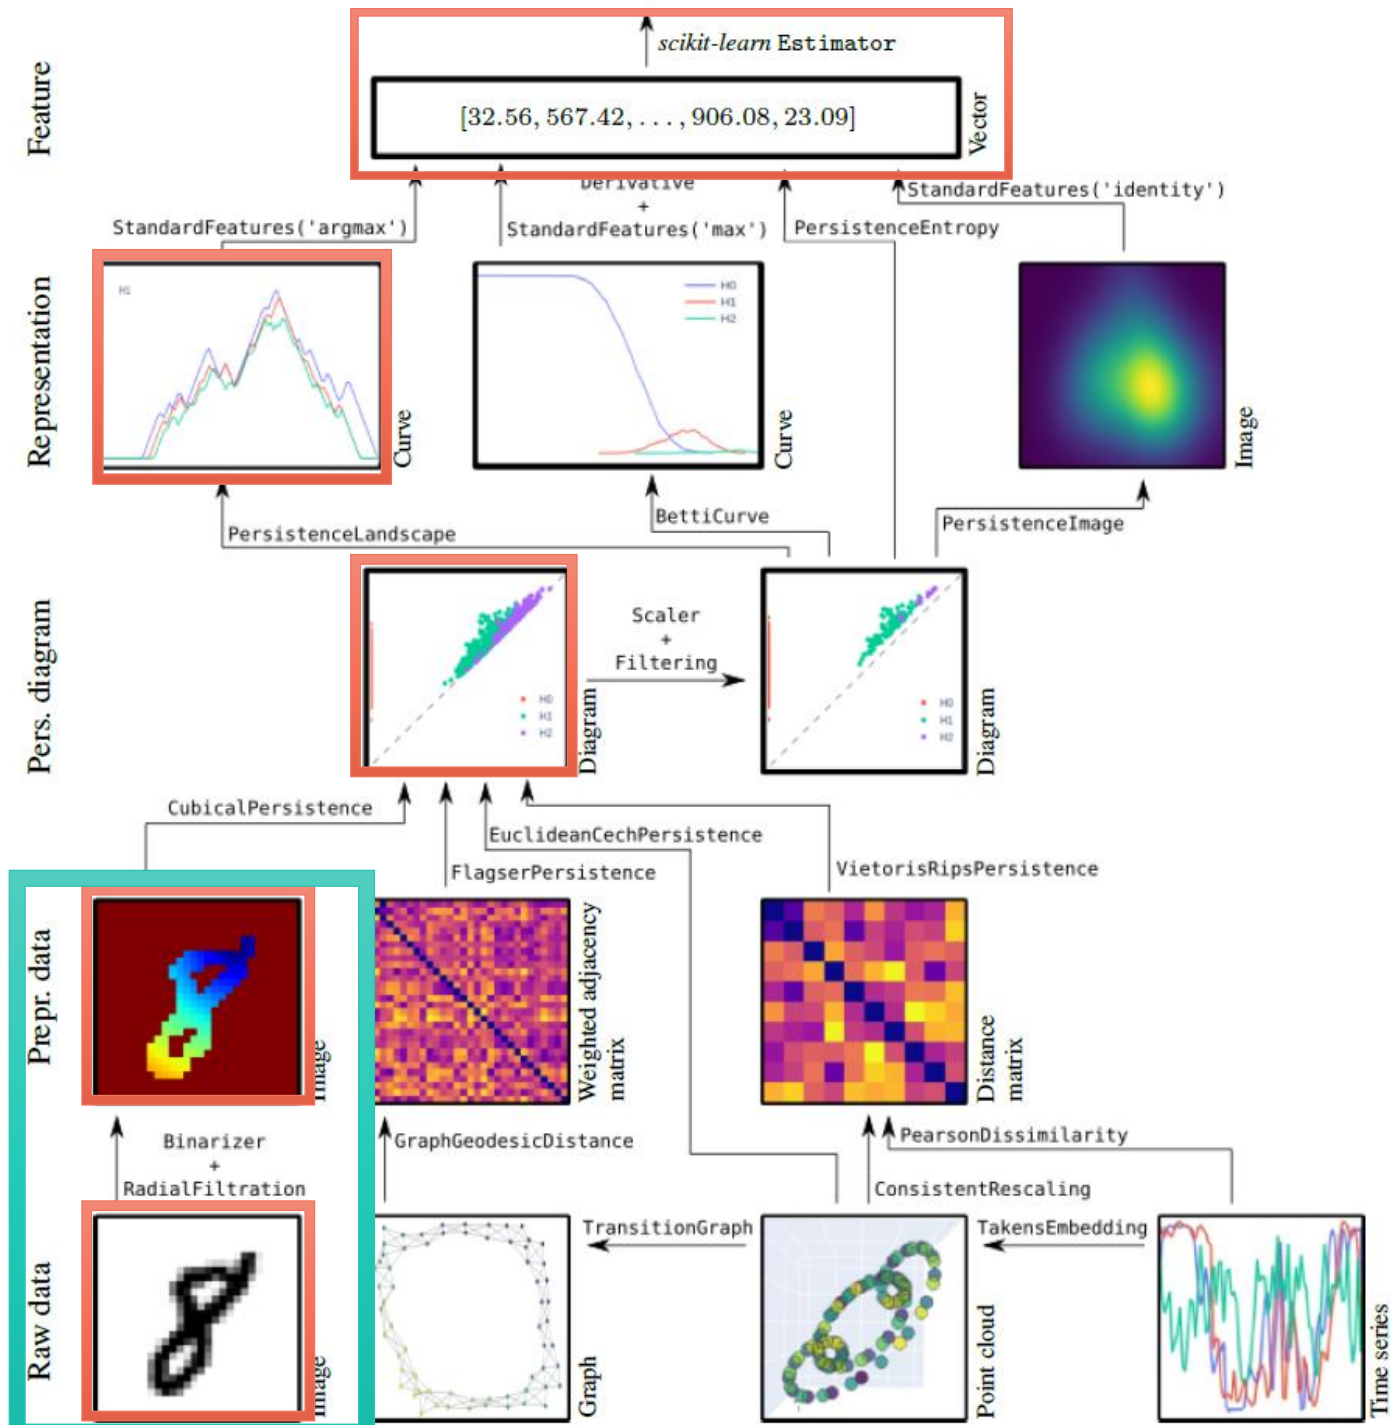 scikit-learn Estimator
Feature
[32.56, 567.42, . . . , 906.08, 23.09]
Vector
Derivative
+
StandardFeatures('max')
StandardFeatures('argmax')
PersistenceEntropy
StandardFeatures('identity')
Representation
H1
Curve
H0
H1
H2
Curve
Image
PersistenceLandscape
BettiCurve
PersistenceImage
Pers. diagram
H0
H1
H2
Diagram
Scaler
+
Filtering
H0
H1
H2
Diagram
CubicalPersistence
EuclideanCechPersistence
FlagserPersistence
VietorisRipsPersistence
Prepr. data
Image
Weighted adjacency
matrix
Distance
matrix
Binarizer
+
RadialFiltration
GraphGeodesicDistance
PearsonDissimilarity
ConsistentRescaling
TransitionGraph
TakensEmbedding
Raw data
Image
Graph
Point cloud
Time series